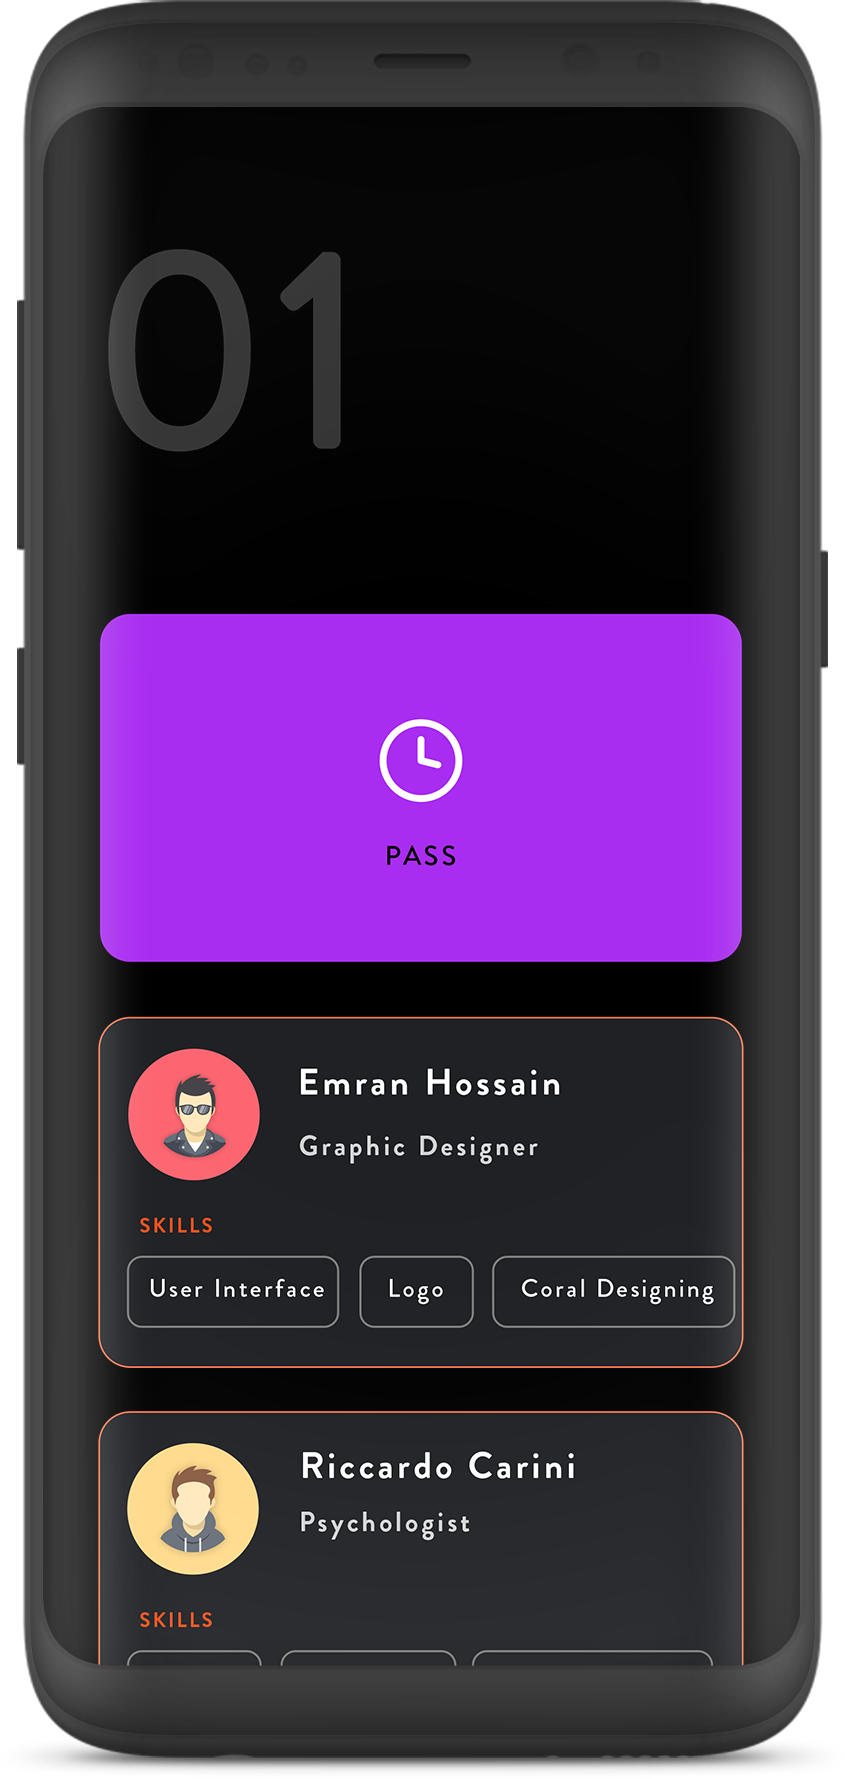 01
PASS
Emran Hossain
Graphic Designer
SKILLS
User Interface
Logo
Coral Designing
Riccardo Carini
Psychologist
SKILLS